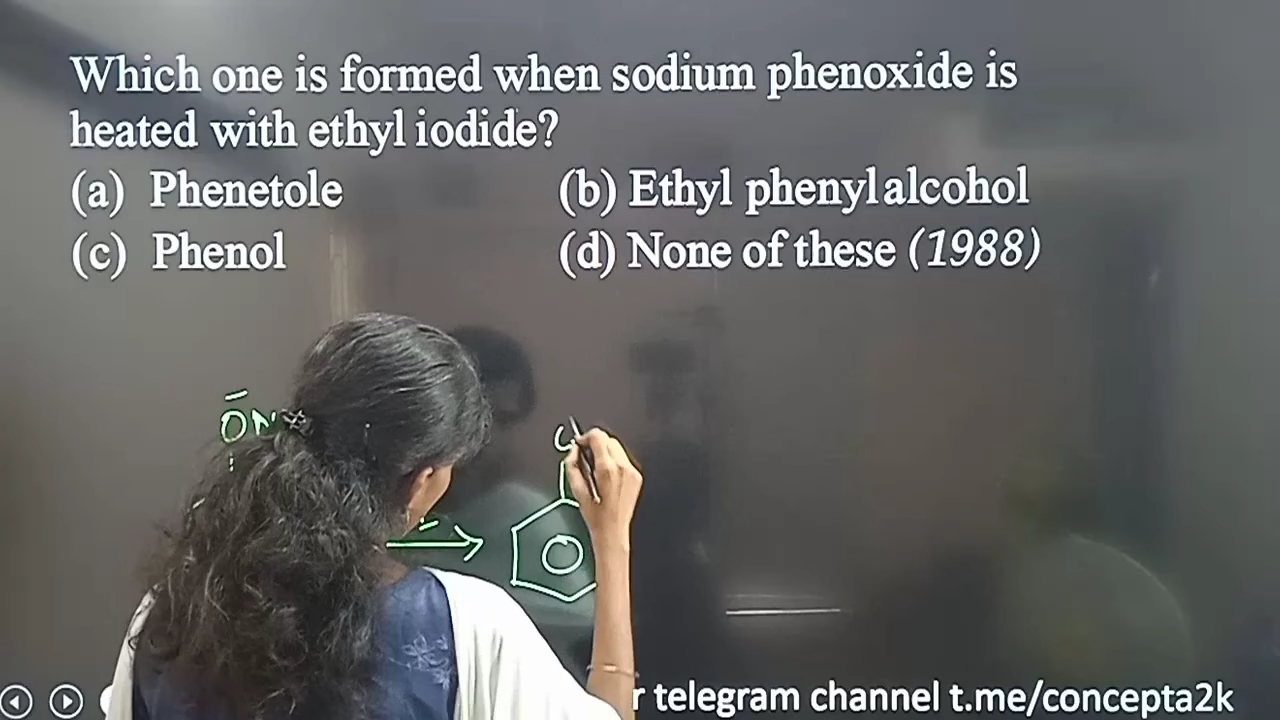 Which one is formed when sodium phenoxide is
heated with ethyl iodide?
(a) Phenetole (b) Ethyl phenyl alcohol
(c) Phenol (d) None of these (1988)
telegram channel t.me/concepta2k